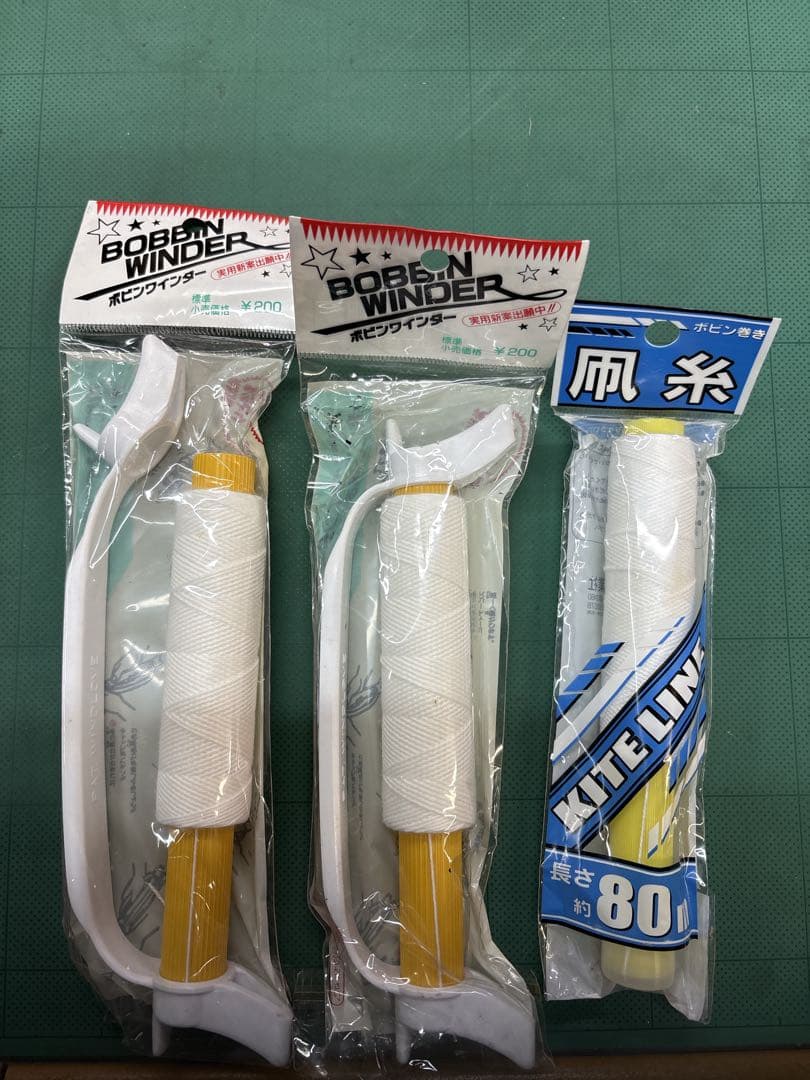 BOBBIN
WINDER
ボビンワインダー
実用新案出願中!!
標準
小売価格 ¥200
BOBBIN
WINDER
ボビンワインダー
実用新案出願中!!
標準
小売価格 ¥200
ボビン巻き
凧糸
KITE LINE
長さ
約80m